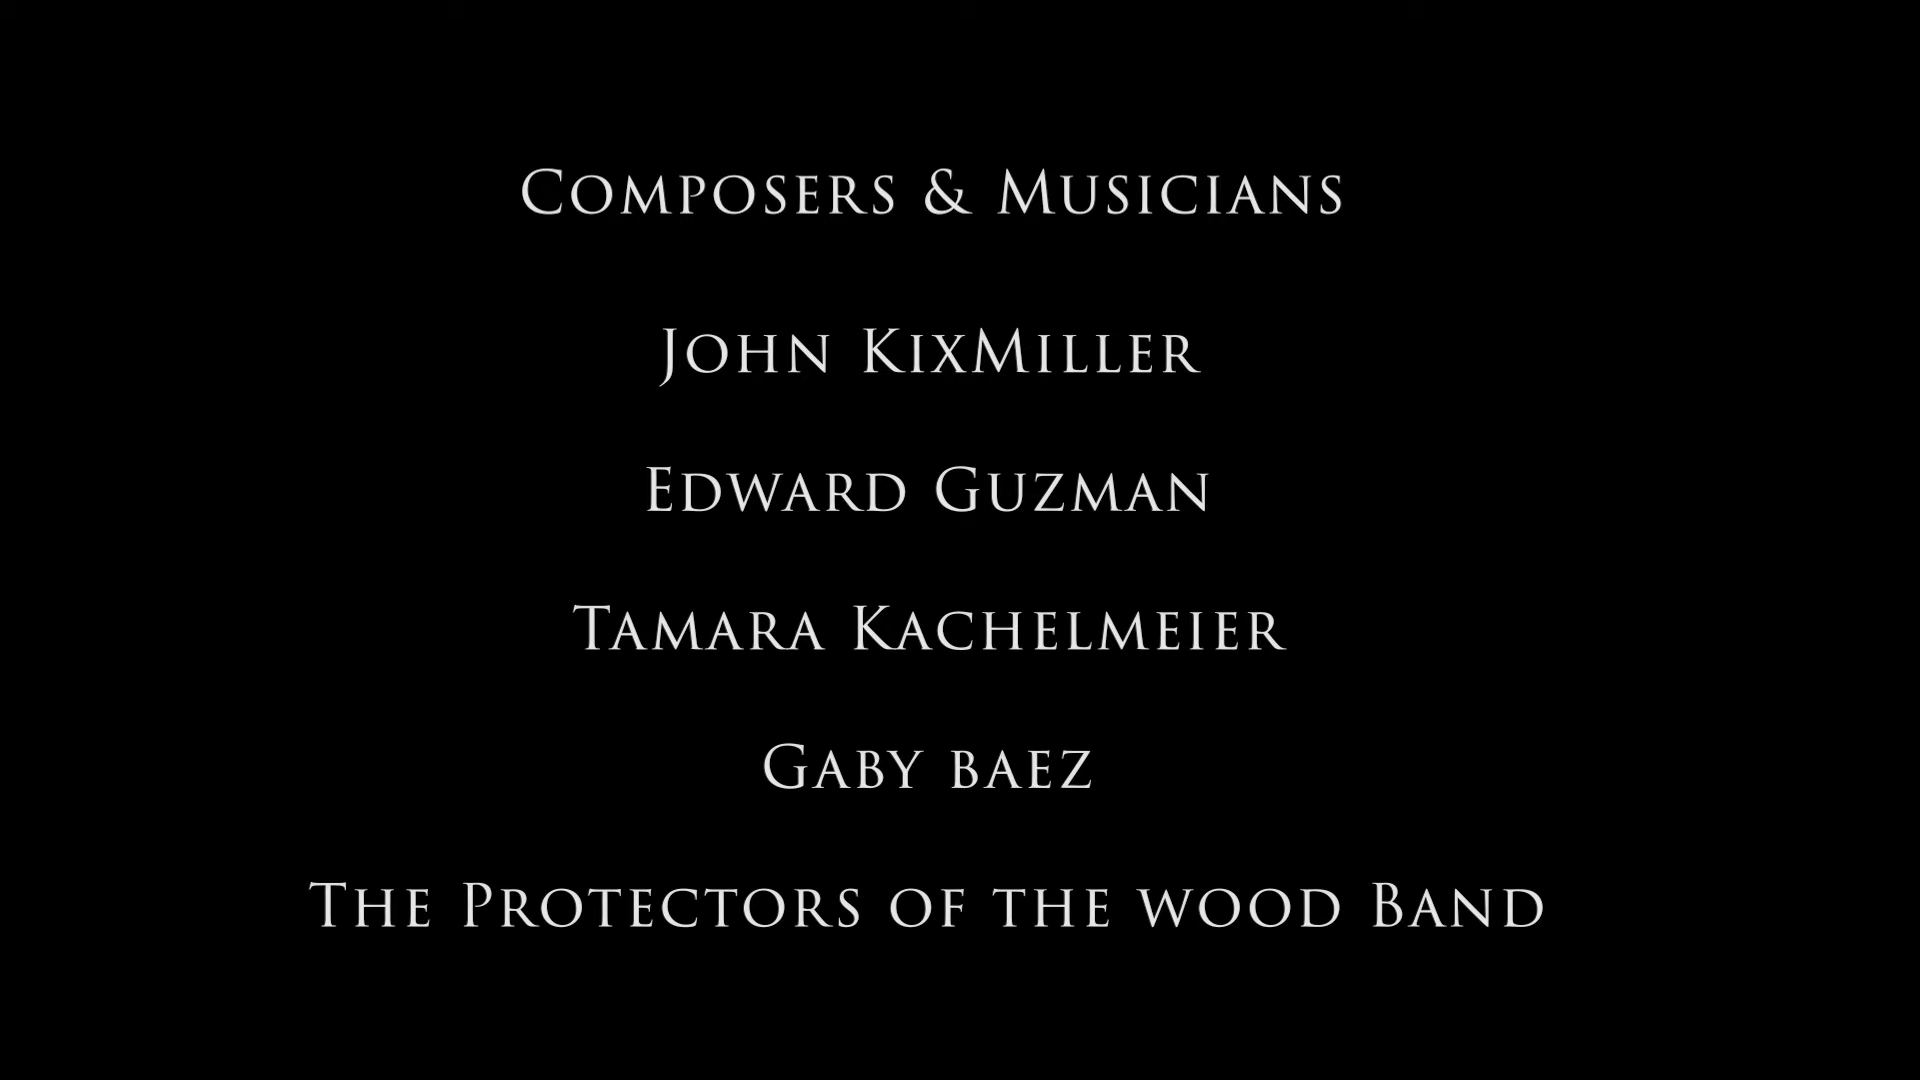 Composers & Musicians
John KixMiller
Edward Guzman
Tamara Kachelmeier
Gaby baez
The Protectors of the wood Band